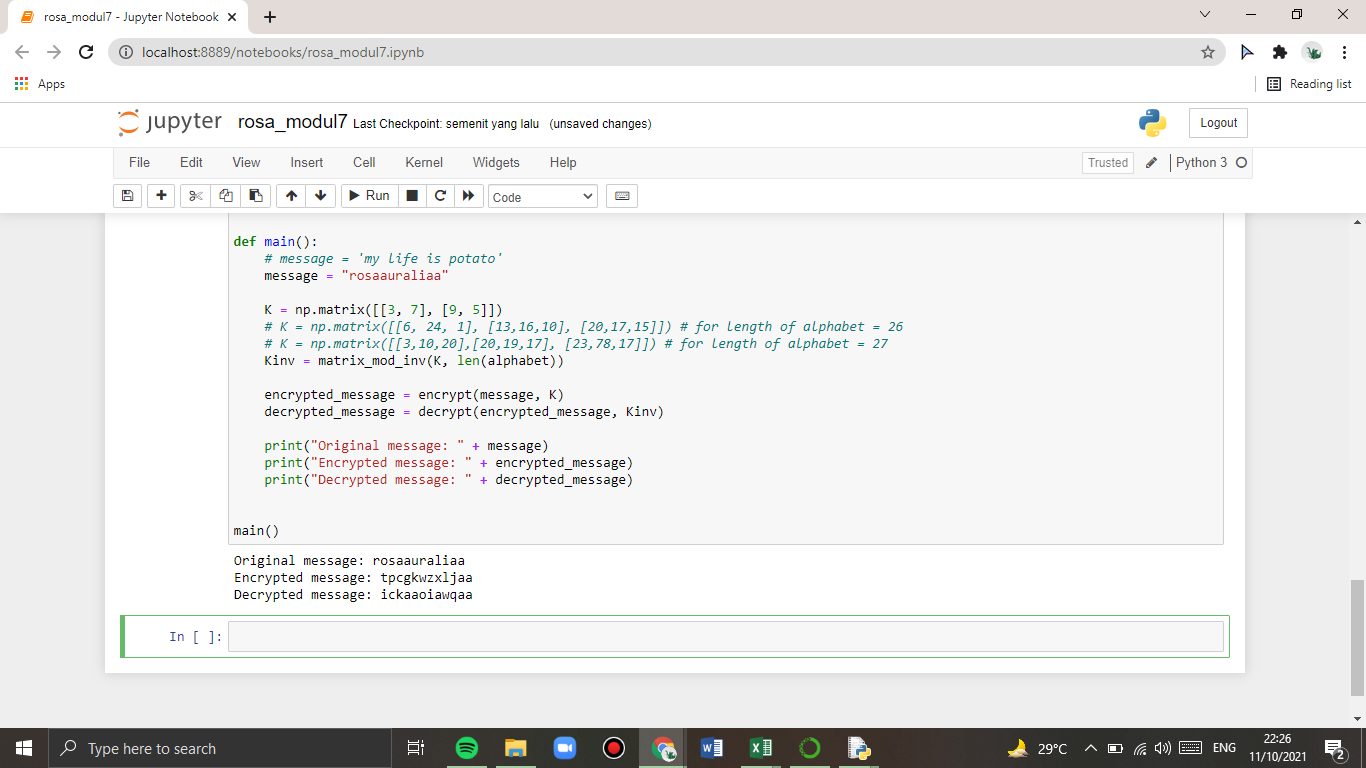 rosa_modul7 - Jupyter Notebook
localhost:8889/notebooks/rosa_modul7.ipynb
Apps
Reading list
jupyter rosa_modul7 Last Checkpoint: semenit yang lalu (unsaved changes)
Logout
File Edit View Insert Cell Kernel Widgets Help
Trusted
Python 3
Run
Code
def main():
    # message = 'my life is potato'
    message = "rosaauraliaa"
    K = np.matrix([[3, 7], [9, 5]])
    # K = np.matrix([[6, 24, 1], [13,16,10], [20,17,15]]) # for length of alphabet = 26
    # K = np.matrix([[3,10,20],[20,19,17], [23,78,17]]) # for length of alphabet = 27
    Kinv = matrix_mod_inv(K, len(alphabet))
    encrypted_message = encrypt(message, K)
    decrypted_message = decrypt(encrypted_message, Kinv)
    print("Original message: " + message)
    print("Encrypted message: " + encrypted_message)
    print("Decrypted message: " + decrypted_message)
main()
Original message: rosaauraliaa
Encrypted message: tpcgkwzxljaa
Decrypted message: ickaaoiawqaa
In [ ]:
Type here to search
29°C
ENG
22:26
11/10/2021
2